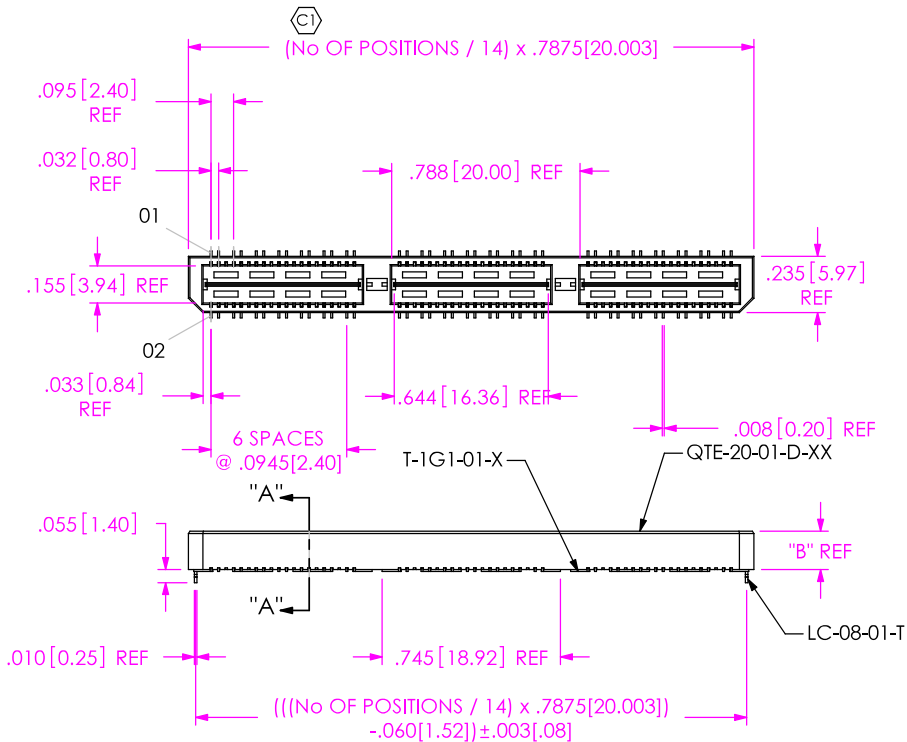 C1
(No OF POSITIONS / 14) x .7875[20.003]
.095[2.40]
REF
.032[0.80]
REF
.788[20.00] REF
01
.155[3.94] REF
.235[5.97]
REF
02
.033[0.84]
REF
.644[16.36]REF
.008[0.20] REF
6 SPACES
@ .0945[2.40]
T-1G1-01-X
QTE-20-01-D-XX
"A"
.055[1.40]
"B" REF
"A"
LC-08-01-T
.010[0.25] REF
.745[18.92] REF
(((No OF POSITIONS / 14) x .7875[20.003])
-.060[1.52])±.003[.08]